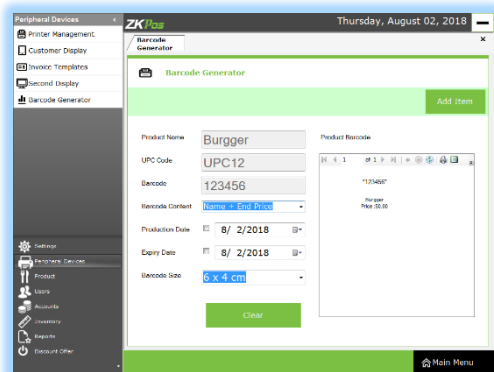 Peripheral Devices
Printer Management
Customer Display
Invoice Templates
Second Display
Barcode Generator
Settings
Peripheral Devices
Product
Users
Accounts
Inventory
Reports
Discount Offer
ZKPos
Thursday, August 02, 2018
Barcode
Generator
x
Barcode Generator
Add Item
Product Name
Burgger
UPC Code
UPC12
Barcode
123456
Barcode Content
Name + End Price
Production Date
8/ 2/2018
Expiry Date
8/ 2/2018
Barcode Size
6 x 4 cm
Clear
Product Barcode
1 of 1
*123456*
Burgger
Price :50.00
Main Menu